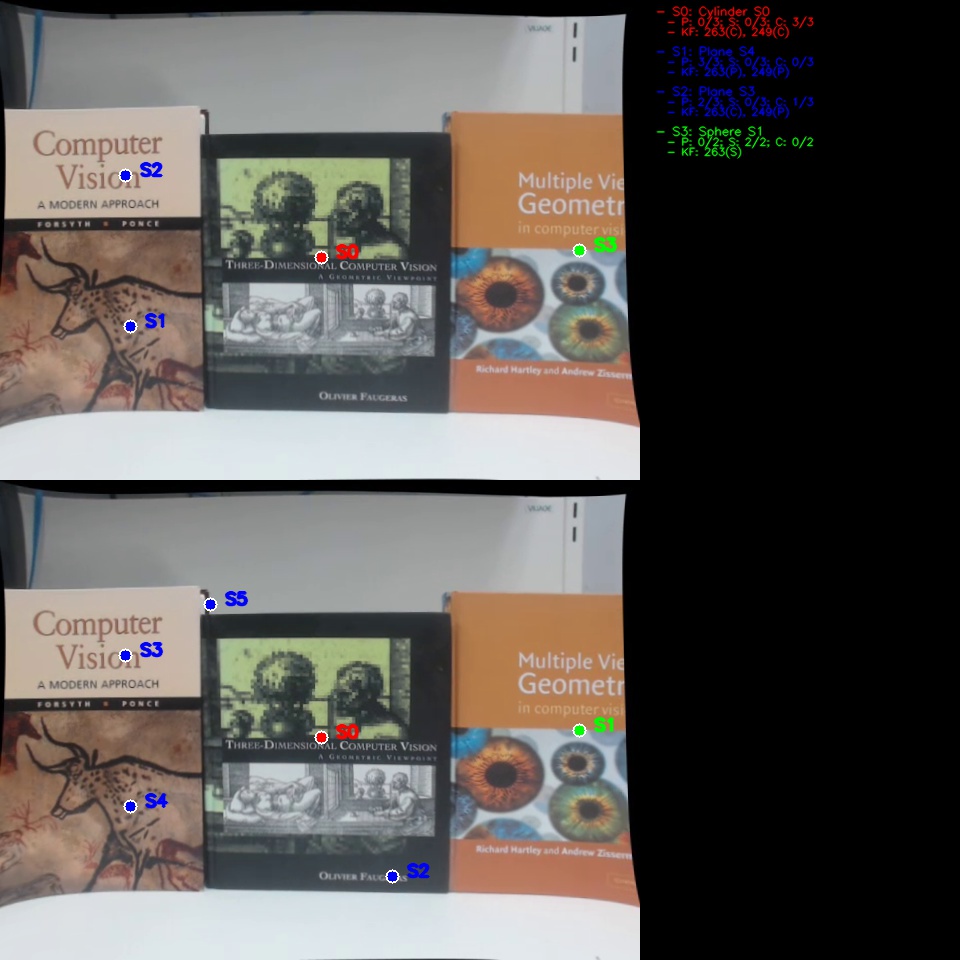 - S0: Cylinder S0
- P: 0/3; S: 0/3; C: 3/3
- KF: 263(C), 249(C)
- S1: Plane S4
- P: 3/3; S: 0/3; C: 0/3
- KF: 263(P), 249(P)
- S2: Plane S3
- P: 2/3; S: 0/3; C: 1/3
- KF: 263(C), 249(P)
- S3: Sphere S1
- P: 0/2; S: 2/2; C: 0/2
- KF: 263(S)
Computer
Vision
S2
A MODERN APPROACH
FORSYTH PONCE
S1
S0
THREE-DIMENSIONAL COMPUTER VISION
A GEOMETRIC VIEWPOINT
OLIVIER FAUGERAS
Multiple Vie
Geometr
in computer visi
S3
Richard Hartley and Andrew Zisserm
S5
Computer
Vision
S3
A MODERN APPROACH
FORSYTH PONCE
S4
S0
THREE-DIMENSIONAL COMPUTER VISION
A GEOMETRIC VIEWPOINT
OLIVIER FAUG S
S2
Multiple Vie
Geometr
in computer visi
S1
Richard Hartley and Andrew Zisserm